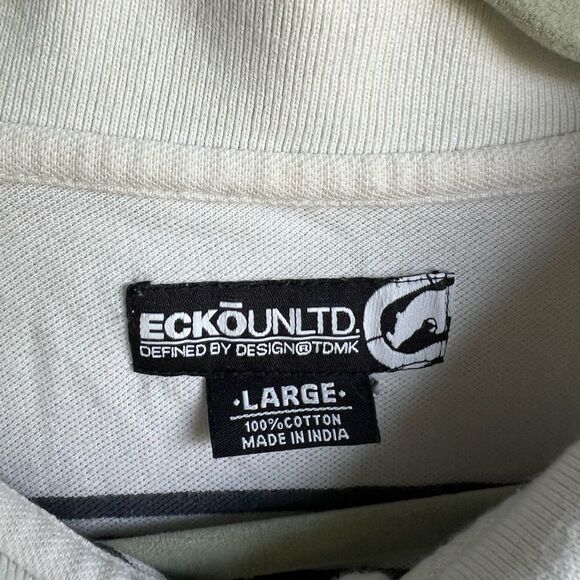 ECKŌUNLTD.
DEFINED BY DESIGN®TDMK
·LARGE·
100%COTTON
MADE IN INDIA